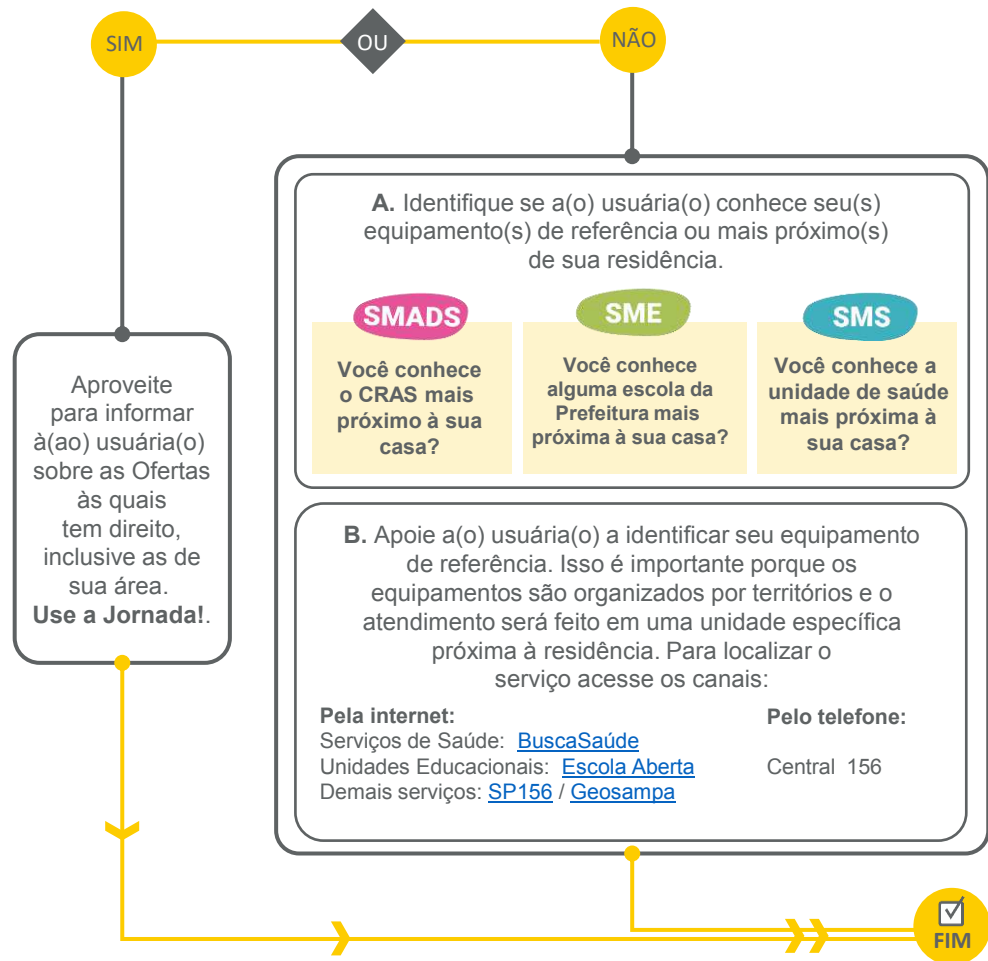 SIM
OU
NÃO
Aproveite
para informar
à(ao) usuária(o)
sobre as Ofertas
às quais
tem direito,
inclusive as de
sua área.
Use a Jornada!.
A. Identifique se a(o) usuária(o) conhece seu(s)
equipamento(s) de referência ou mais próximo(s)
de sua residência.
SMADS
Você conhece
o CRAS mais
próximo à sua
casa?
SME
Você conhece
alguma escola da
Prefeitura mais
próxima à sua casa?
SMS
Você conhece a
unidade de saúde
mais próxima à
sua casa?
B. Apoie a(o) usuária(o) a identificar seu equipamento
de referência. Isso é importante porque os
equipamentos são organizados por territórios e o
atendimento será feito em uma unidade específica
próxima à residência. Para localizar o
serviço acesse os canais:
Pela internet:
Serviços de Saúde: BuscaSaúde
Unidades Educacionais: Escola Aberta
Demais serviços: SP156 / Geosampa
Pelo telefone:
Central 156
FIM